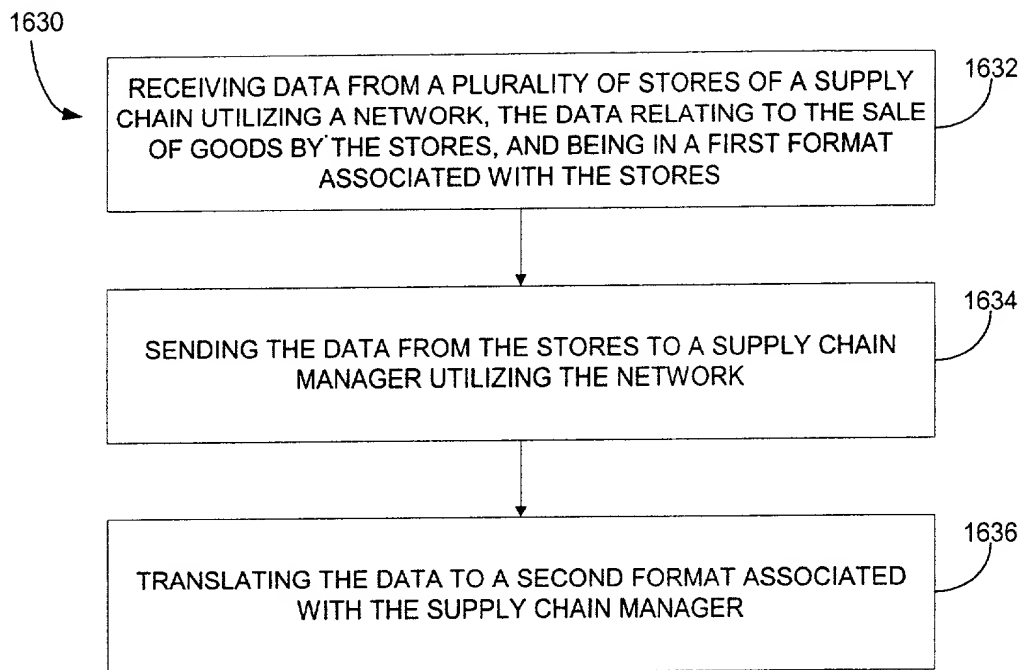 1630
RECEIVING DATA FROM A PLURALITY OF STORES OF A SUPPLY
CHAIN UTILIZING A NETWORK, THE DATA RELATING TO THE SALE
OF GOODS BY THE STORES, AND BEING IN A FIRST FORMAT
ASSOCIATED WITH THE STORES
1632
SENDING THE DATA FROM THE STORES TO A SUPPLY CHAIN
MANAGER UTILIZING THE NETWORK
1634
TRANSLATING THE DATA TO A SECOND FORMAT ASSOCIATED
WITH THE SUPPLY CHAIN MANAGER
1636